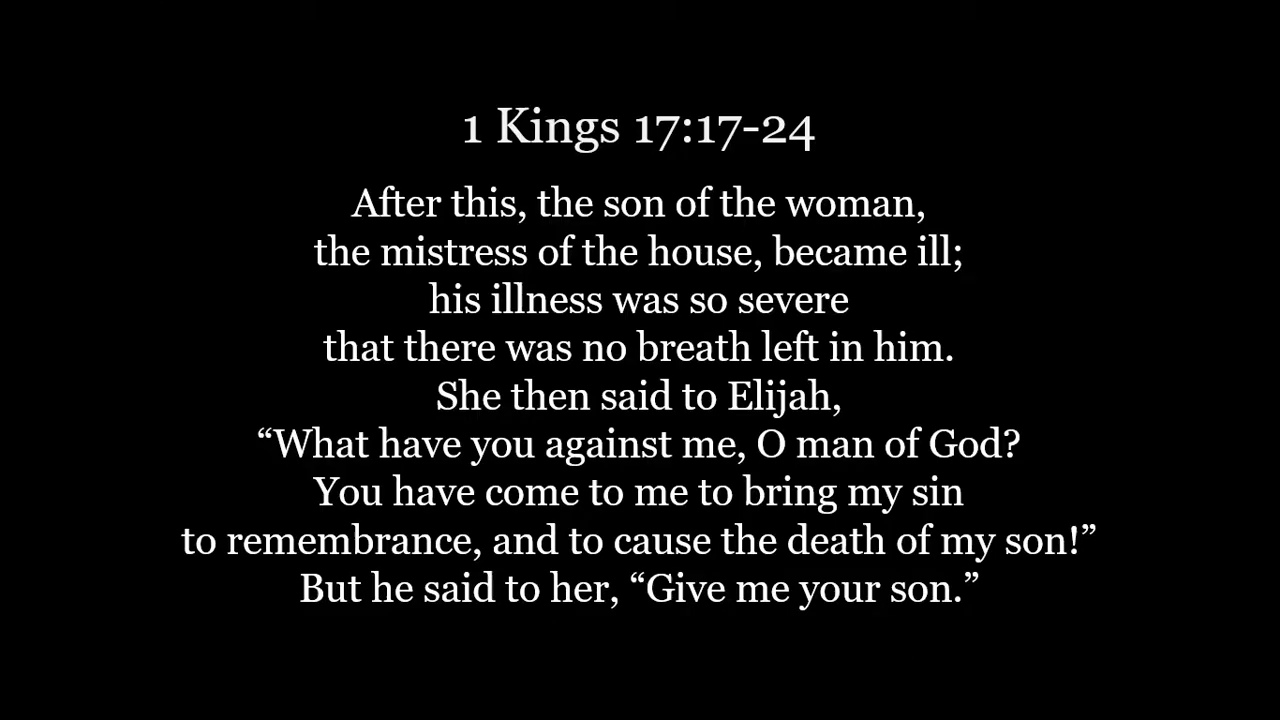 1 Kings 17:17-24
After this, the son of the woman,
the mistress of the house, became ill;
his illness was so severe
that there was no breath left in him.
She then said to Elijah,
“What have you against me, O man of God?
You have come to me to bring my sin
to remembrance, and to cause the death of my son!”
But he said to her, “Give me your son.”